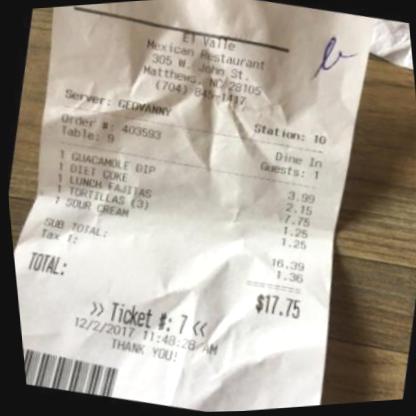 El Valle
Mexican Restaurant
305 W. John St.
Matthews, NC 28105
(704) 845-1417
Server: GEOVANNY Station: 10
Order #: 403593 Dine In
Table: 9 Guests: 1
1 GUACAMOLE DIP 3.99
1 DIET COKE 2.15
1 LUNCH FAJITAS 7.75
1 TORTILLAS (3) 1.25
1 SOUR CREAM 1.25
SUB TOTAL: 16.39
Tax 1: 1.36
TOTAL: $17.75
>> Ticket #: 7 <<
12/2/2017 11:48:28 AM
THANK YOU!